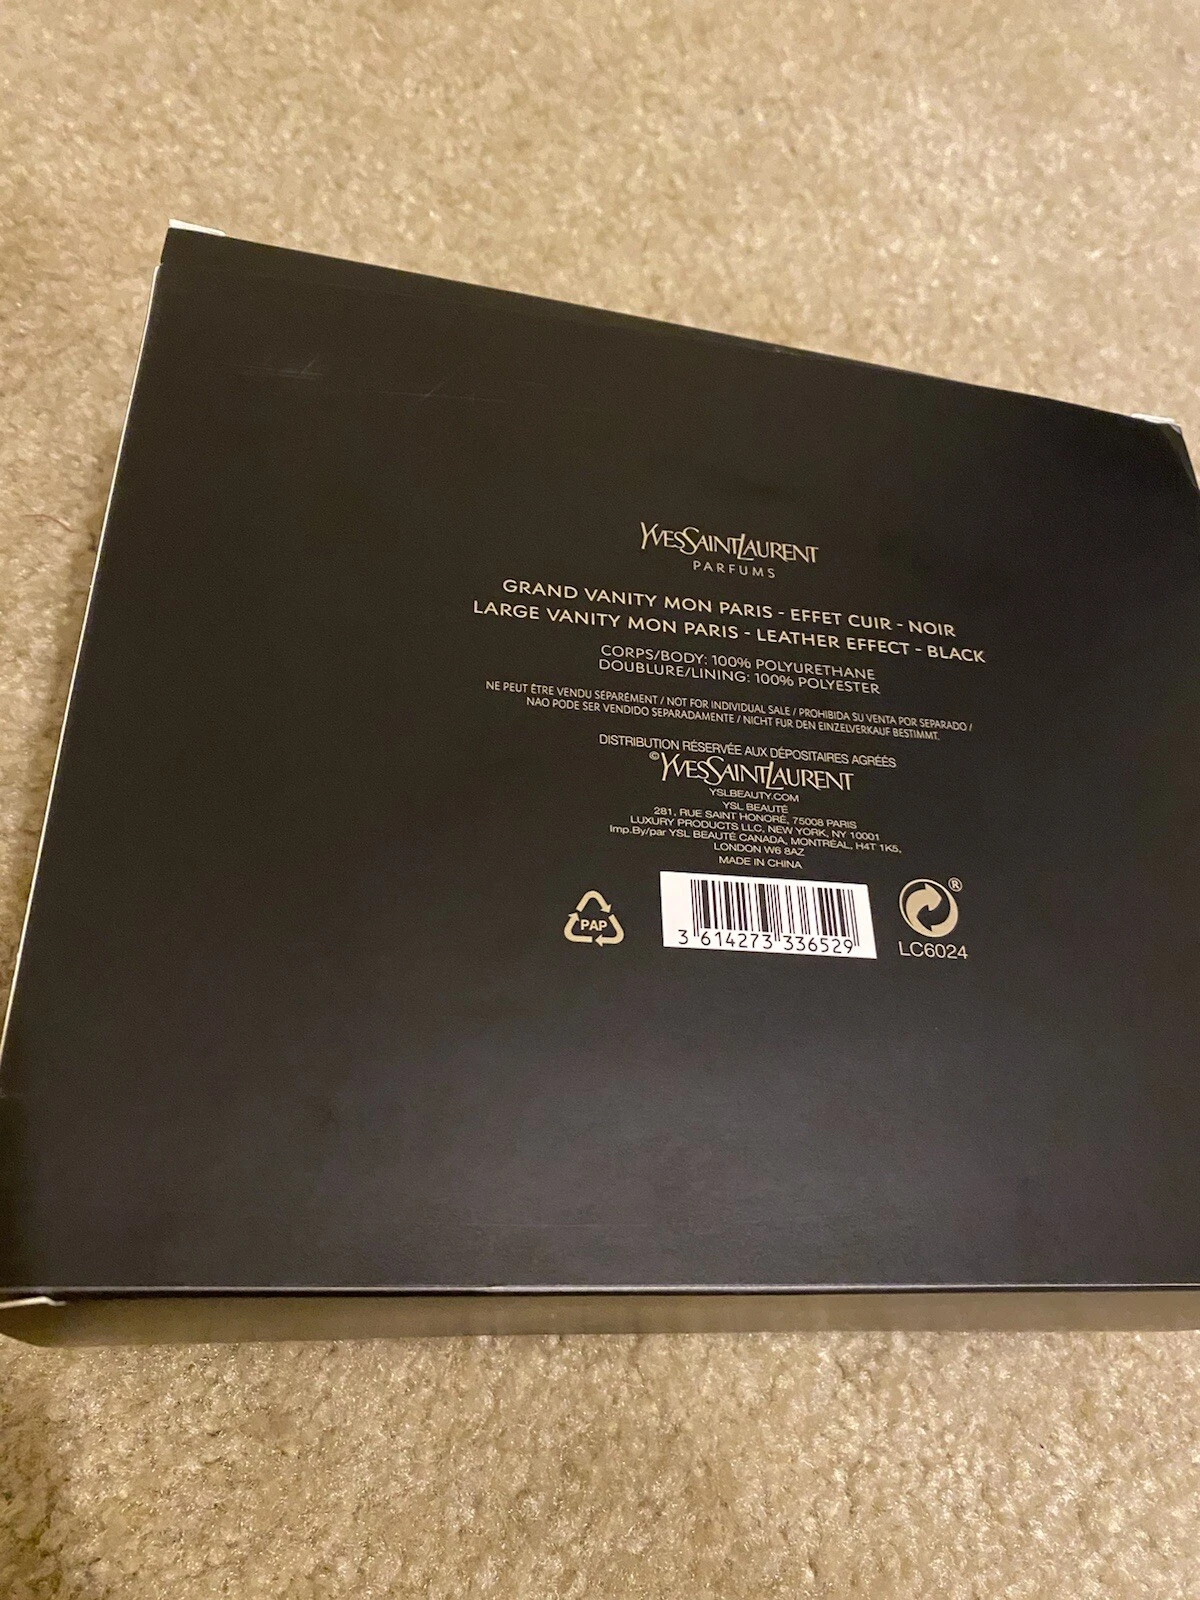 YVESSAINTLAURENT
PARFUMS
GRAND VANITY MON PARIS - EFFET CUIR - NOIR
LARGE VANITY MON PARIS - LEATHER EFFECT - BLACK
CORPS/BODY: 100% POLYURETHANE
DOUBLURE/LINING: 100% POLYESTER
NE PEUT ÊTRE VENDU SEPAREMENT / NOT FOR INDIVIDUAL SALE / PROHIBIDA SU VENTA POR SEPARADO /
NAO PODE SER VENDIDO SEPARADAMENTE / NICHT FUR DEN EINZELVERKAUF BESTIMMT.
DISTRIBUTION RÉSERVÉE AUX DÉPOSITAIRES AGRÉÉS
©YVESSAINTLAURENT
YSLBEAUTY.COM
YSL BEAUTÉ
281, RUE SAINT HONORÉ, 75008 PARIS
LUXURY PRODUCTS LLC, NEW YORK, NY 10001
Imp.By/par YSL BEAUTÉ CANADA, MONTRÉAL, H4T 1K5,
LONDON W6 8AZ
MADE IN CHINA
PAP
3 614273 336529
®
LC6024